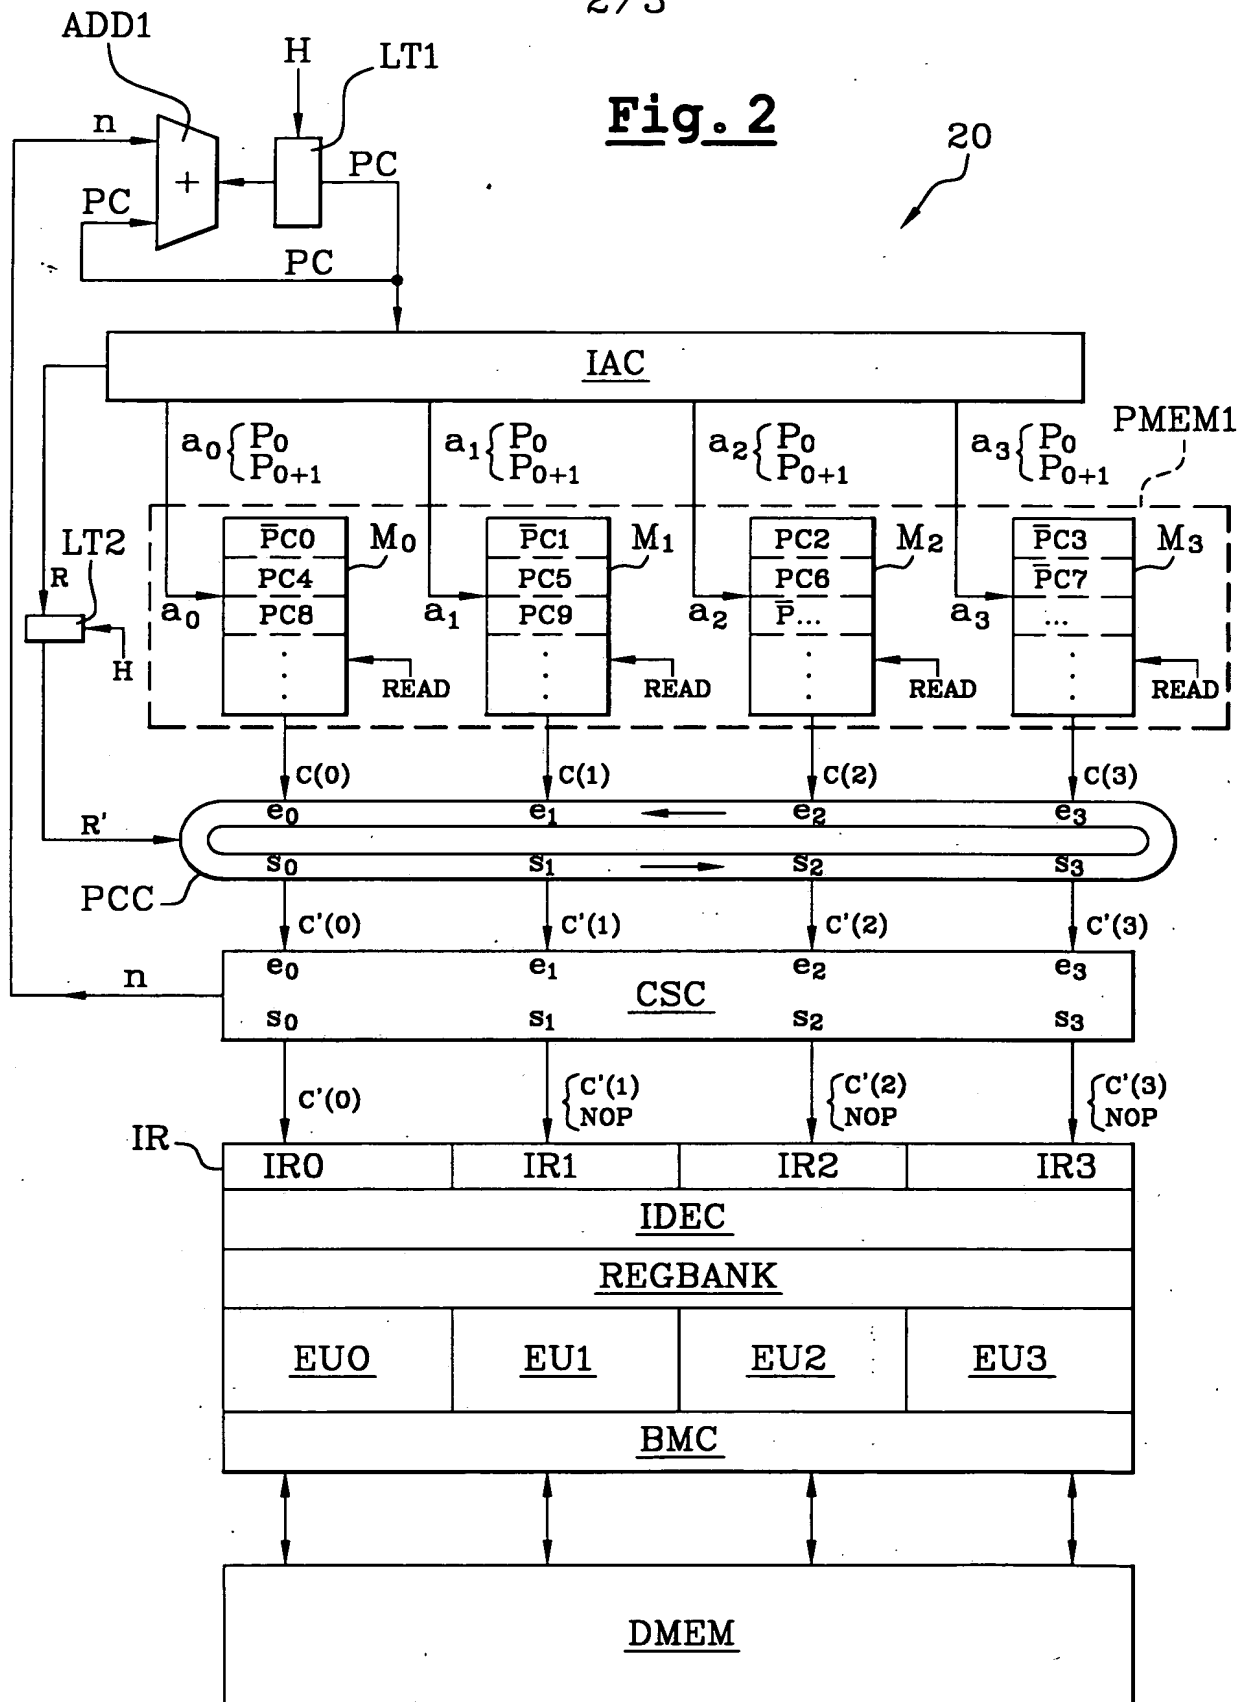 2/3
ADD1
H
LT1
Fig. 2
n
PC
20
PC
+
PC
IAC
a0 { P0 P0+1
a1 { P0 P0+1
a2 { P0 P0+1
a3 { P0 P0+1
PMEM1
LT2
R
H
P̅C0
PC4
PC8
M0
a0
READ
P̅C1
PC5
PC9
M1
a1
READ
PC2
PC6
P̅...
M2
a2
READ
P̅C3
P̅C7
...
M3
a3
READ
C(0) C(1) C(2) C(3)
R'
e0 e1 e2 e3
s0 s1 s2 s3
PCC
C'(0) C'(1) C'(2) C'(3)
n
e0 e1 e2 e3
CSC
s0 s1 s2 s3
C'(0)
{ C'(1) NOP
{ C'(2) NOP
{ C'(3) NOP
IR
IR0 IR1 IR2 IR3
IDEC
REGBANK
EU0 EU1 EU2 EU3
BMC
DMEM